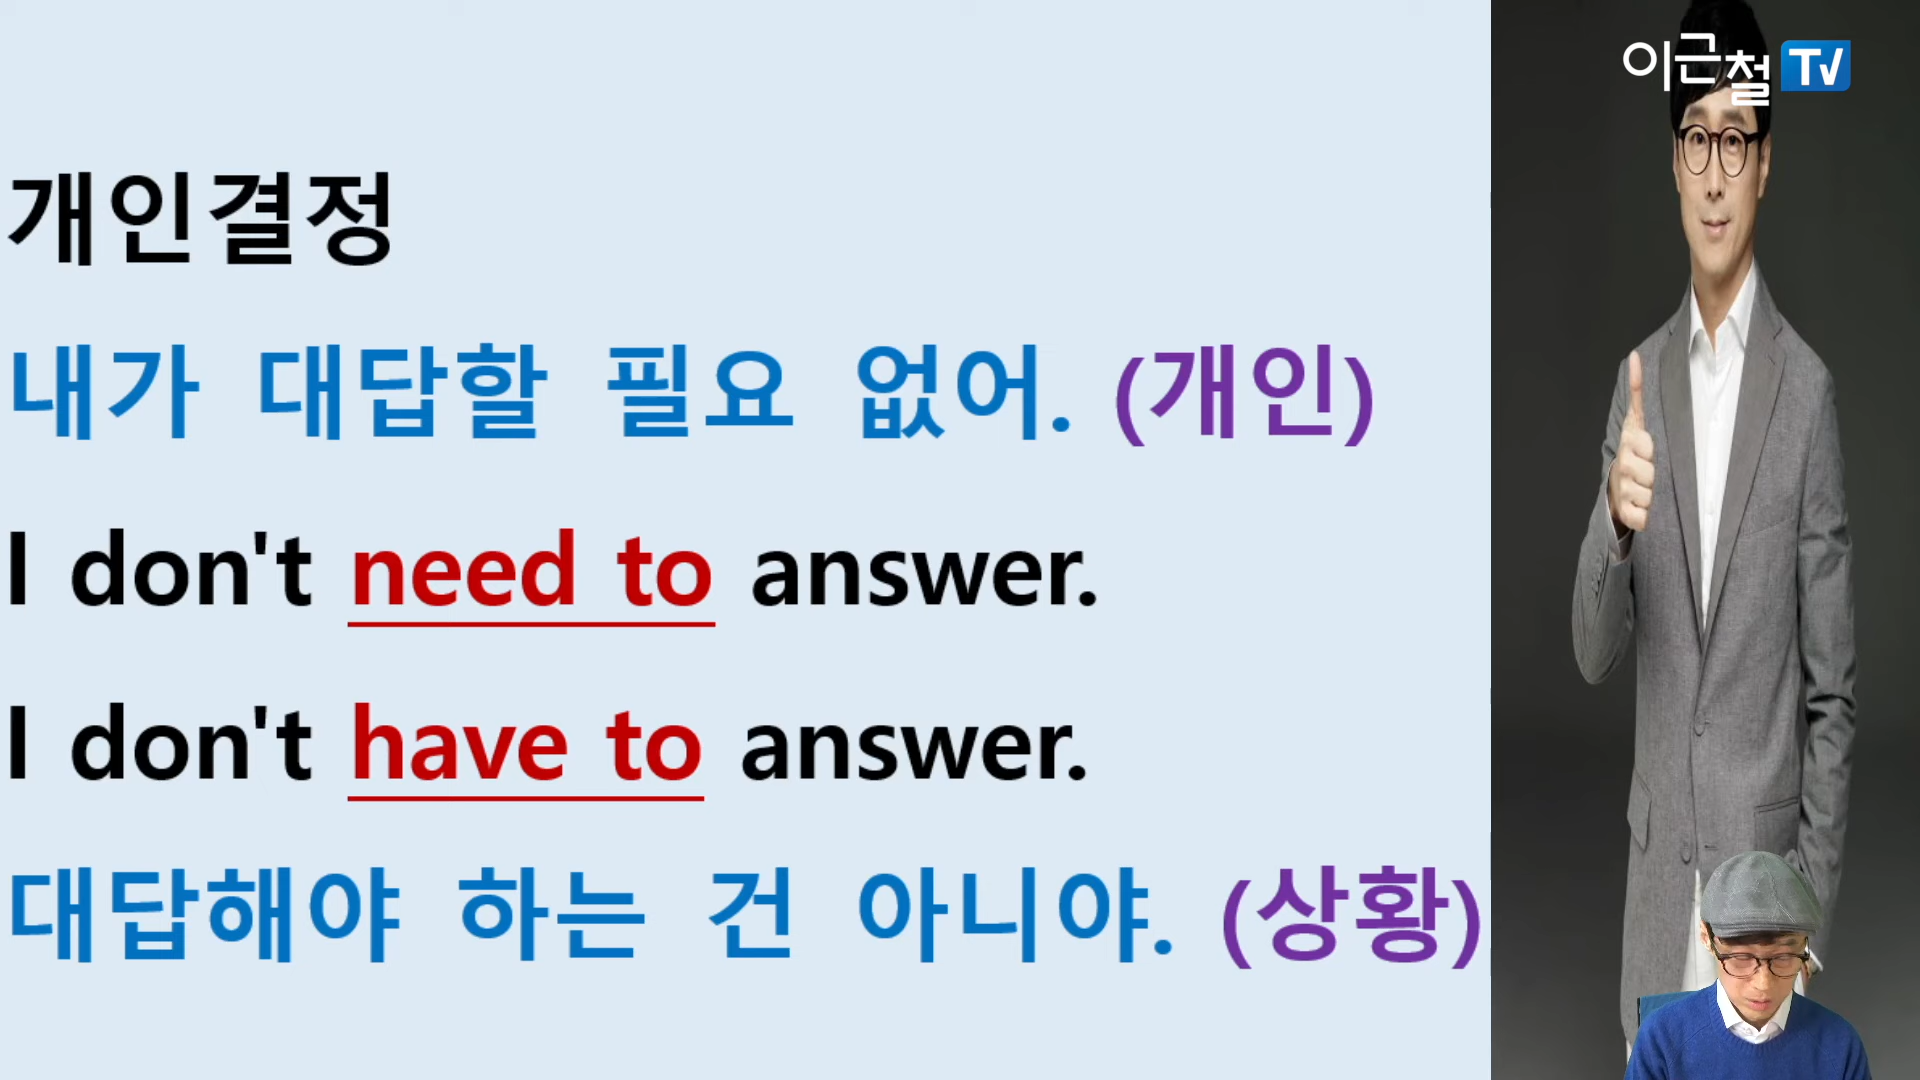 이근철 TV
개인결정
내가 대답할 필요 없어. (개인)
I don't need to answer.
I don't have to answer.
대답해야 하는 건 아니야. (상황)